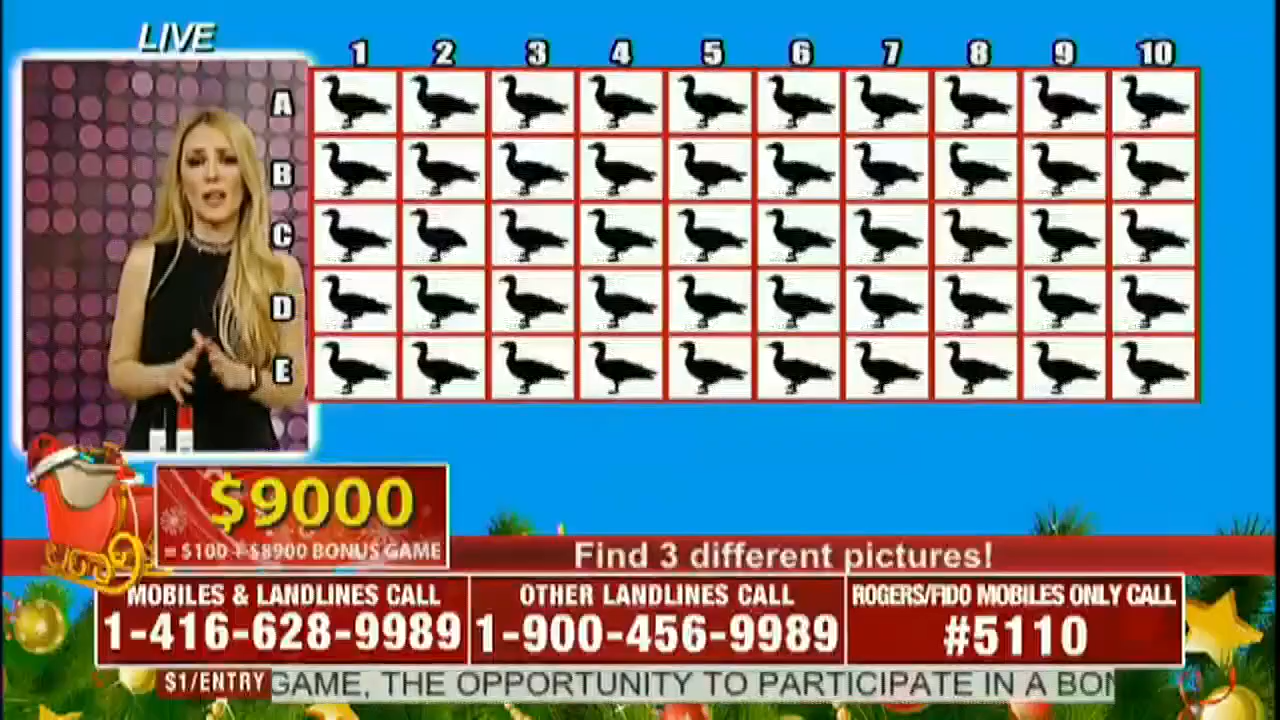 LIVE
1 2 3 4 5 6 7 8 9 10
A
B
C
D
E
$9000
= $100 + $8900 BONUS GAME
Find 3 different pictures!
MOBILES & LANDLINES CALL
1-416-628-9989
OTHER LANDLINES CALL
1-900-456-9989
ROGERS/FIDO MOBILES ONLY CALL
#5110
$1/ENTRY
GAME, THE OPPORTUNITY TO PARTICIPATE IN A BON